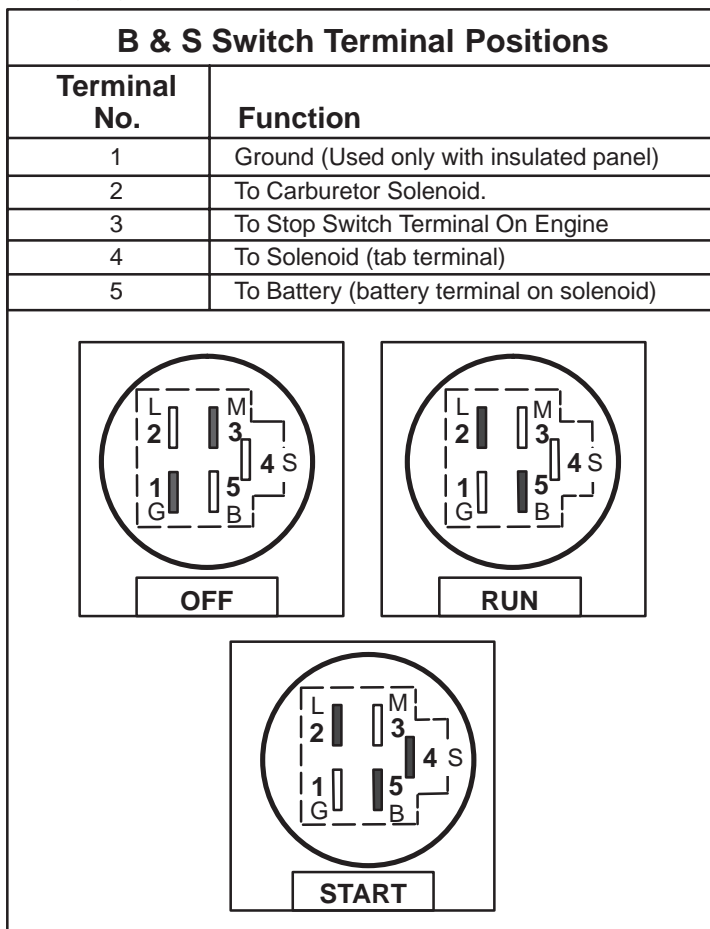 B & S Switch Terminal Positions
Terminal No. Function
1 Ground (Used only with insulated panel)
2 To Carburetor Solenoid.
3 To Stop Switch Terminal On Engine
4 To Solenoid (tab terminal)
5 To Battery (battery terminal on solenoid)
L M
2 3
4 S
1 5
G B
OFF
L M
2 3
4 S
1 5
G B
RUN
L M
2 3
4 S
1 5
G B
START